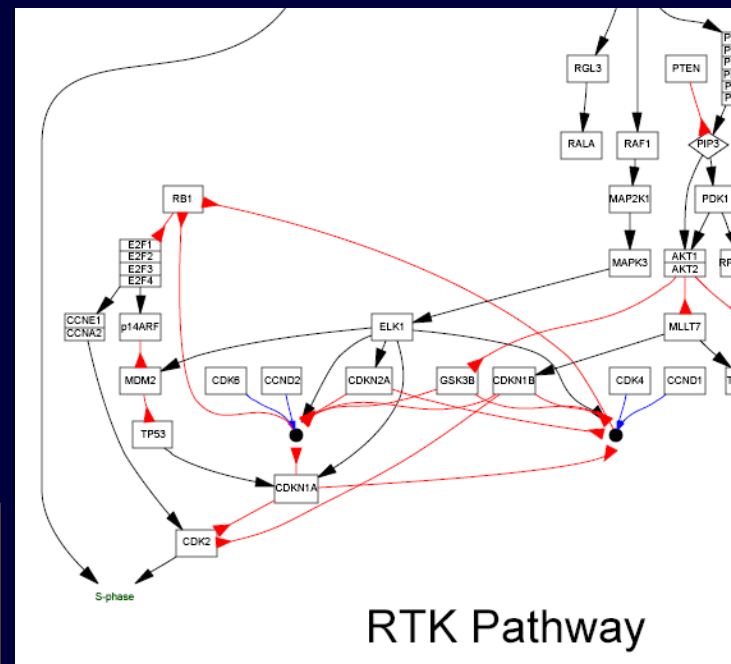 RGL3
PTEN
RALA
RAF1
PIP3
RB1
MAP2K1
PDK1
E2F1
E2F2
E2F3
E2F4
MAPK3
AKT1
AKT2
CCNE1
CCNA2
p14ARF
ELK1
MLLT7
MDM2
CDK6
CCND2
CDKN2A
GSK3B
CDKN1B
CDK4
CCND1
TP53
CDKN1A
CDK2
S-phase
RTK Pathway